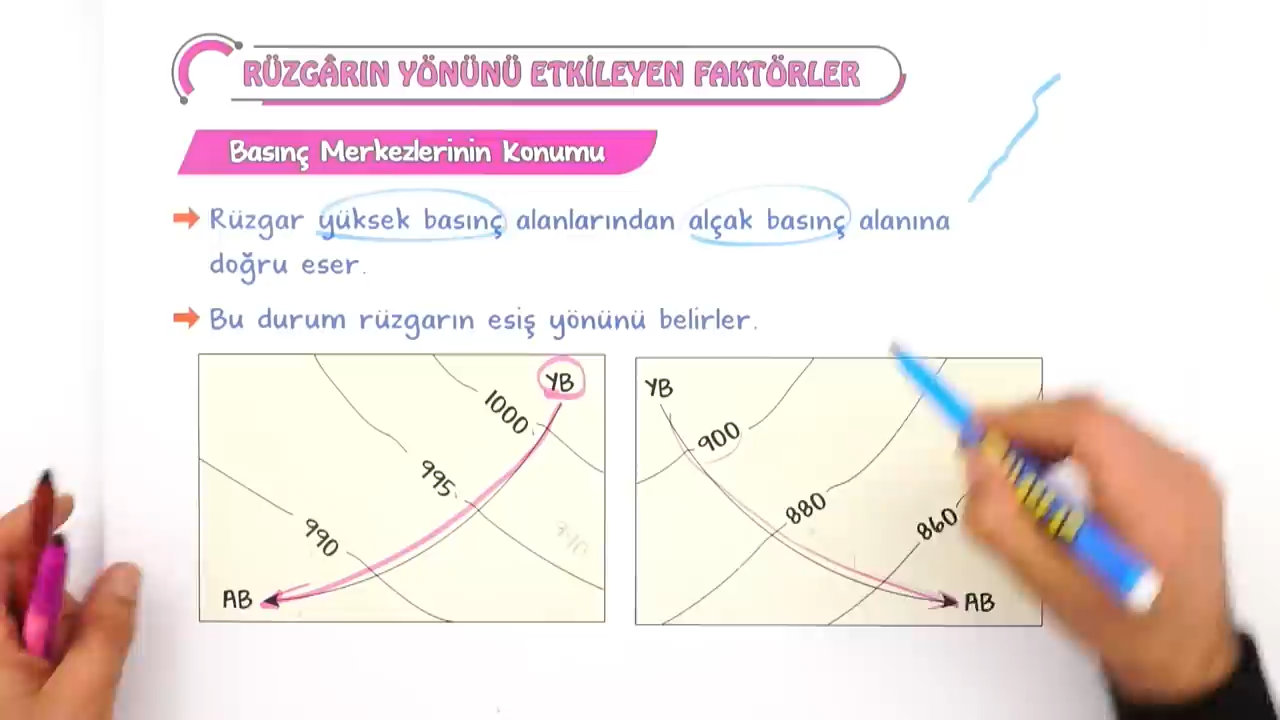 RÜZGÂRIN YÖNÜNÜ ETKİLEYEN FAKTÖRLER
Basınç Merkezlerinin Konumu
Rüzgar yüksek basınç alanlarından alçak basınç alanına
doğru eser.
Bu durum rüzgarın esiş yönünü belirler.
YB
1000
995
990
AB
YB
900
880
860
AB